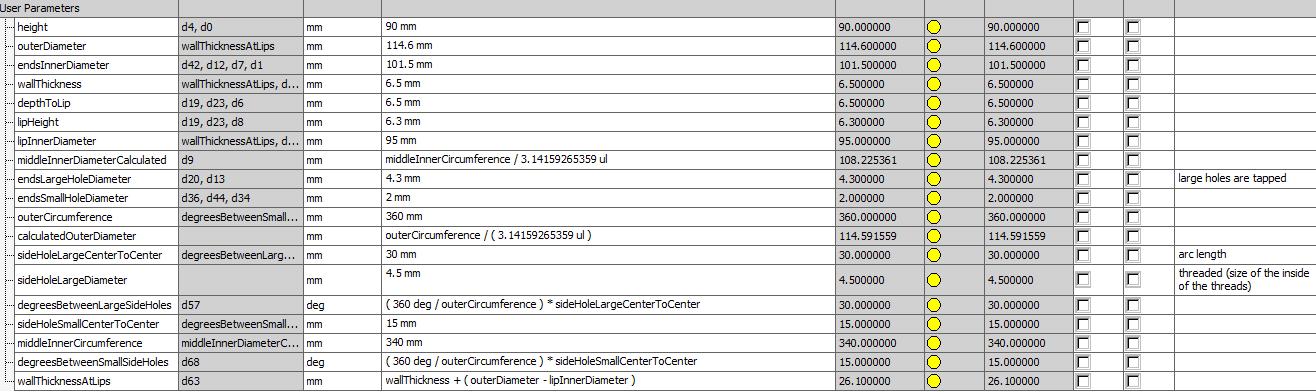 User Parameters
height d4, d0 mm 90 mm 90.000000 90.000000
outerDiameter wallThicknessAtLips mm 114.6 mm 114.600000 114.600000
endsInnerDiameter d42, d12, d7, d1 mm 101.5 mm 101.500000 101.500000
wallThickness wallThicknessAtLips, d... mm 6.5 mm 6.500000 6.500000
depthToLip d19, d23, d6 mm 6.5 mm 6.500000 6.500000
lipHeight d19, d23, d8 mm 6.3 mm 6.300000 6.300000
lipInnerDiameter wallThicknessAtLips, d... mm 95 mm 95.000000 95.000000
middleInnerDiameterCalculated d9 mm middleInnerCircumference / 3.14159265359 ul 108.225361 108.225361
endsLargeHoleDiameter d20, d13 mm 4.3 mm 4.300000 4.300000 large holes are tapped
endsSmallHoleDiameter d36, d44, d34 mm 2 mm 2.000000 2.000000
outerCircumference degreesBetweenSmall... mm 360 mm 360.000000 360.000000
calculatedOuterDiameter mm outerCircumference / ( 3.14159265359 ul ) 114.591559 114.591559
sideHoleLargeCenterToCenter degreesBetweenLarg... mm 30 mm 30.000000 30.000000 arc length
sideHoleLargeDiameter mm 4.5 mm 4.500000 4.500000 threaded (size of the inside
of the threads)
degreesBetweenLargeSideHoles d57 deg ( 360 deg / outerCircumference ) * sideHoleLargeCenterToCenter 30.000000 30.000000
sideHoleSmallCenterToCenter degreesBetweenSmall... mm 15 mm 15.000000 15.000000
middleInnerCircumference middleInnerDiameterC... mm 340 mm 340.000000 340.000000
degreesBetweenSmallSideHoles d68 deg ( 360 deg / outerCircumference ) * sideHoleSmallCenterToCenter 15.000000 15.000000
wallThicknessAtLips d63 mm wallThickness + ( outerDiameter - lipInnerDiameter ) 26.100000 26.100000